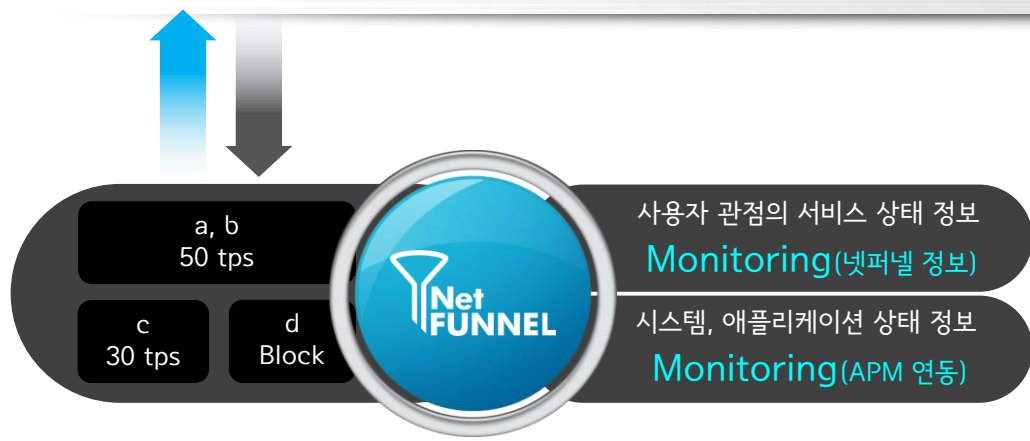 a, b
50 tps
c
30 tps
d
Block
Net
FUNNEL
사용자 관점의 서비스 상태 정보
Monitoring(넷퍼넬 정보)
시스템, 애플리케이션 상태 정보
Monitoring(APM 연동)